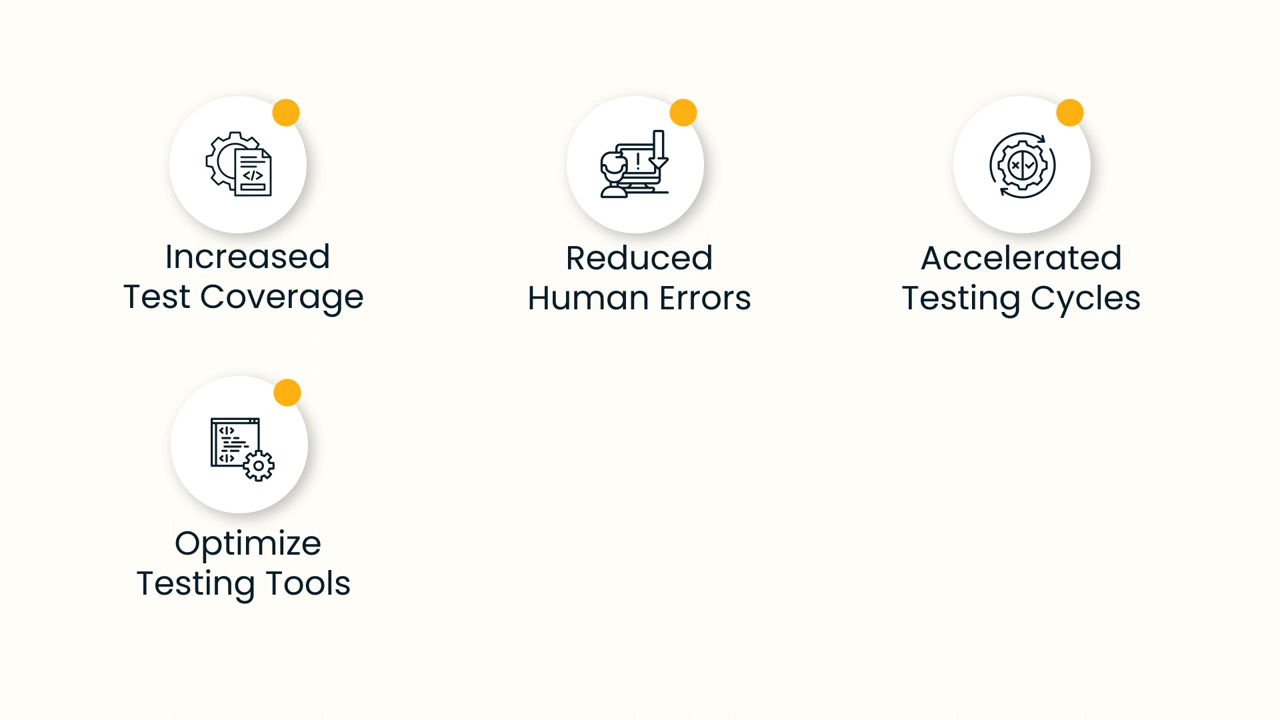 Increased
Test Coverage
Reduced
Human Errors
Accelerated
Testing Cycles
Optimize
Testing Tools